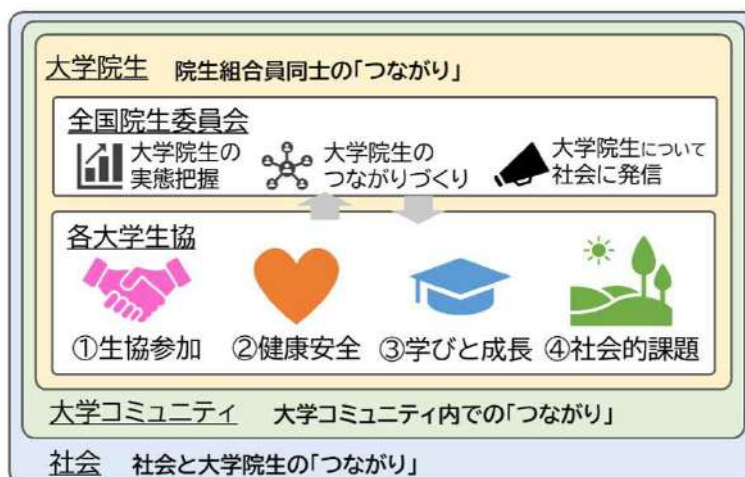 大学院生 院生組合員同士の「つながり」
全国院生委員会
大学院生の
実態把握
大学院生の
つながりづくり
大学院生について
社会に発信
各大学生協
①生協参加
②健康安全
③学びと成長
④社会的課題
大学コミュニティ 大学コミュニティ内での「つながり」
社会 社会と大学院生の「つながり」